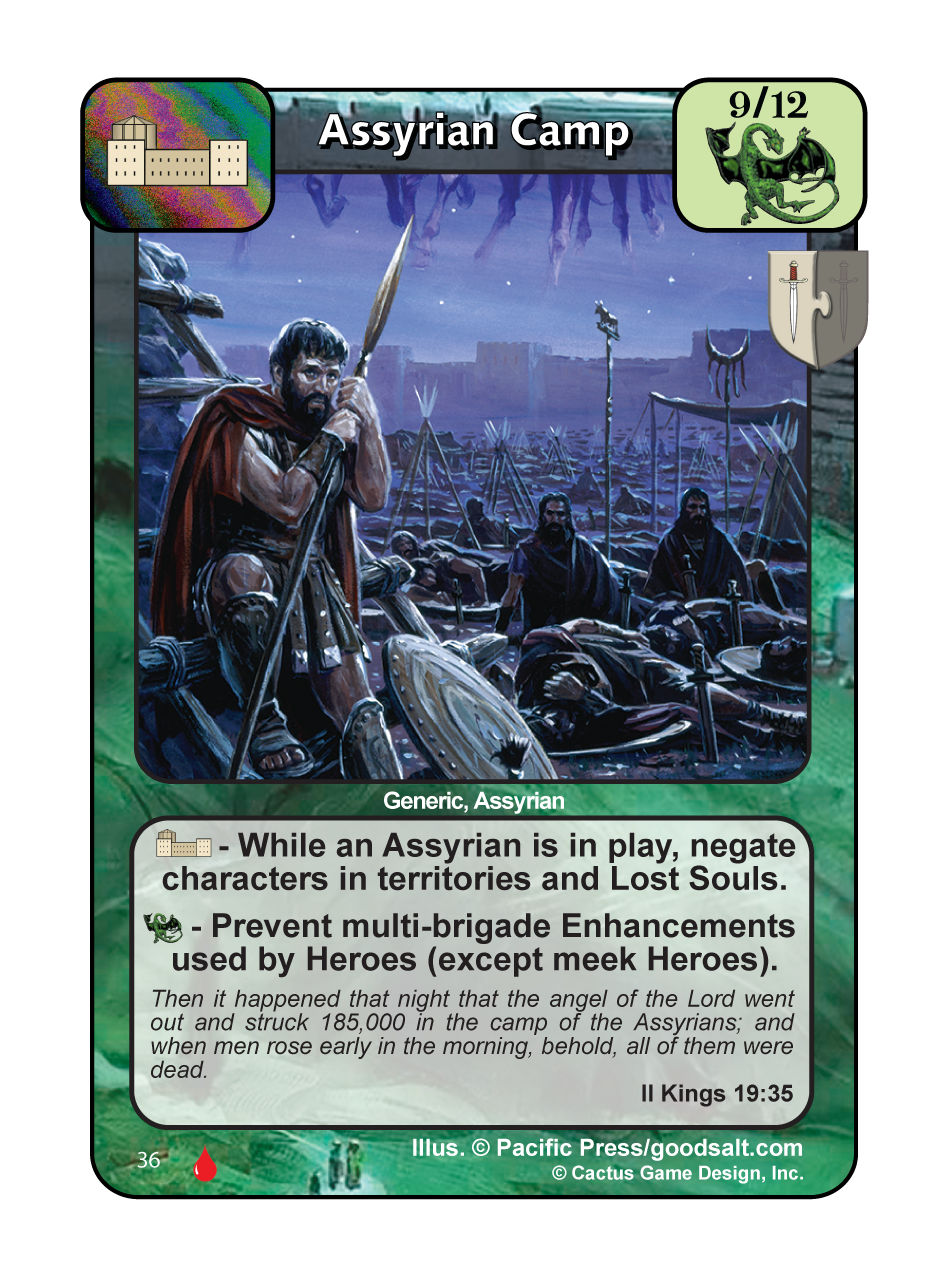 Assyrian Camp
9/12
Generic, Assyrian
- While an Assyrian is in play, negate
characters in territories and Lost Souls.
- Prevent multi-brigade Enhancements
used by Heroes (except meek Heroes).
Then it happened that night that the angel of the Lord went
out and struck 185,000 in the camp of the Assyrians; and
when men rose early in the morning, behold, all of them were
dead.
II Kings 19:35
Illus. © Pacific Press/goodsalt.com
36
© Cactus Game Design, Inc.